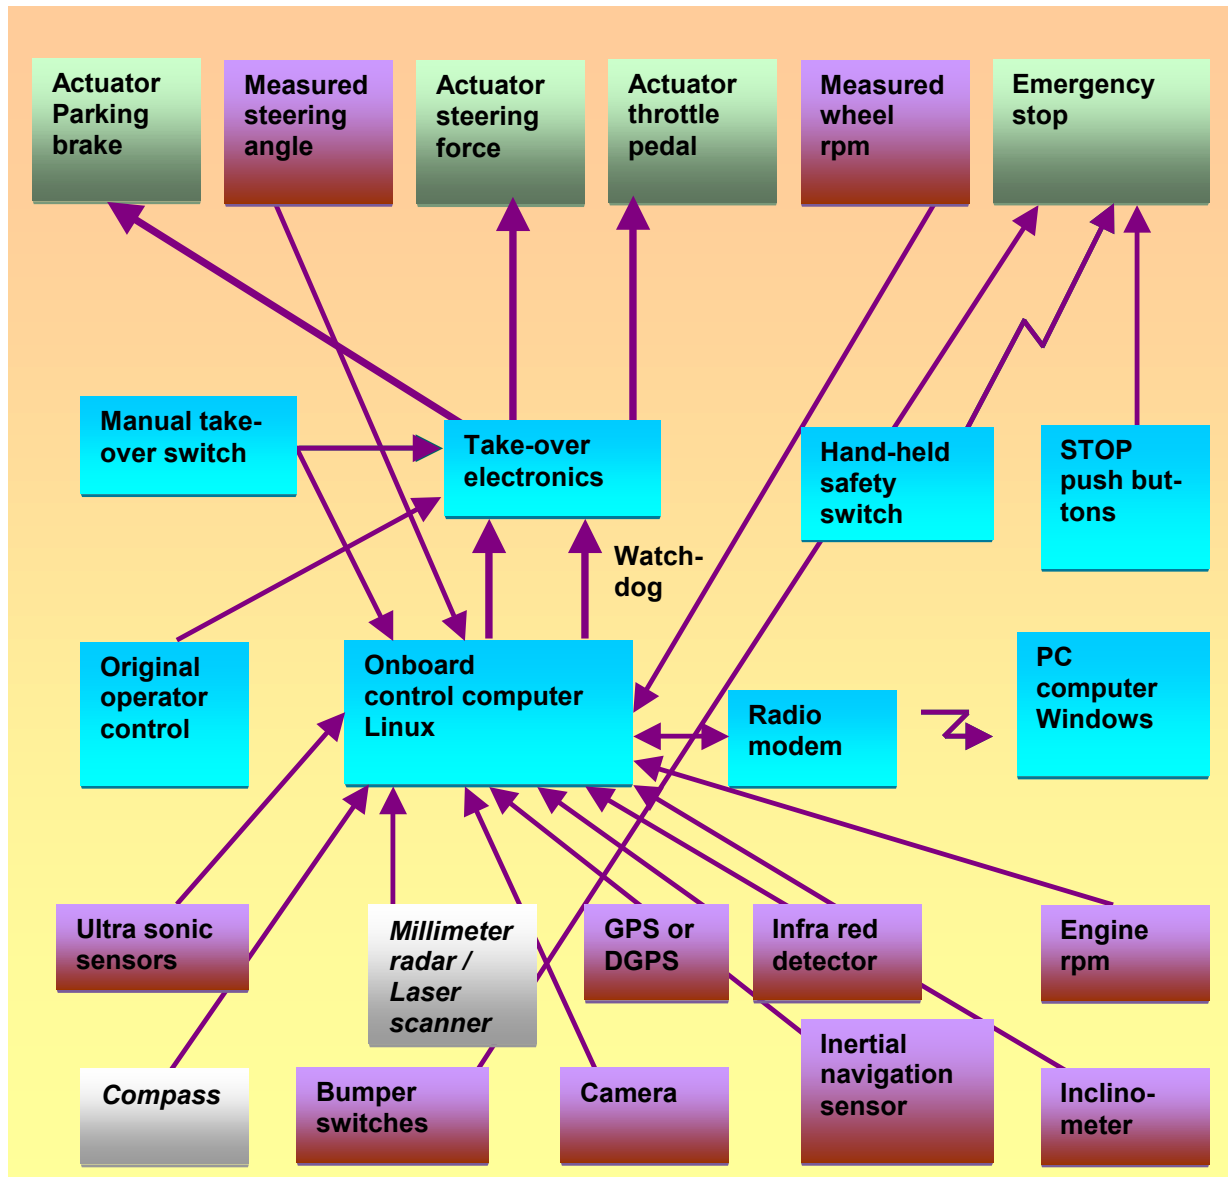 Actuator
Parking
brake
Measured
steering
angle
Actuator
steering
force
Actuator
throttle
pedal
Measured
wheel
rpm
Emergency
stop
Manual take-
over switch
Take-over
electronics
Hand-held
safety
switch
STOP
push but-
tons
Watch-
dog
Original
operator
control
Onboard
control computer
Linux
Radio
modem
PC
computer
Windows
Ultra sonic
sensors
Millimeter
radar /
Laser
scanner
GPS or
DGPS
Infra red
detector
Engine
rpm
Compass
Bumper
switches
Camera
Inertial
navigation
sensor
Inclino-
meter